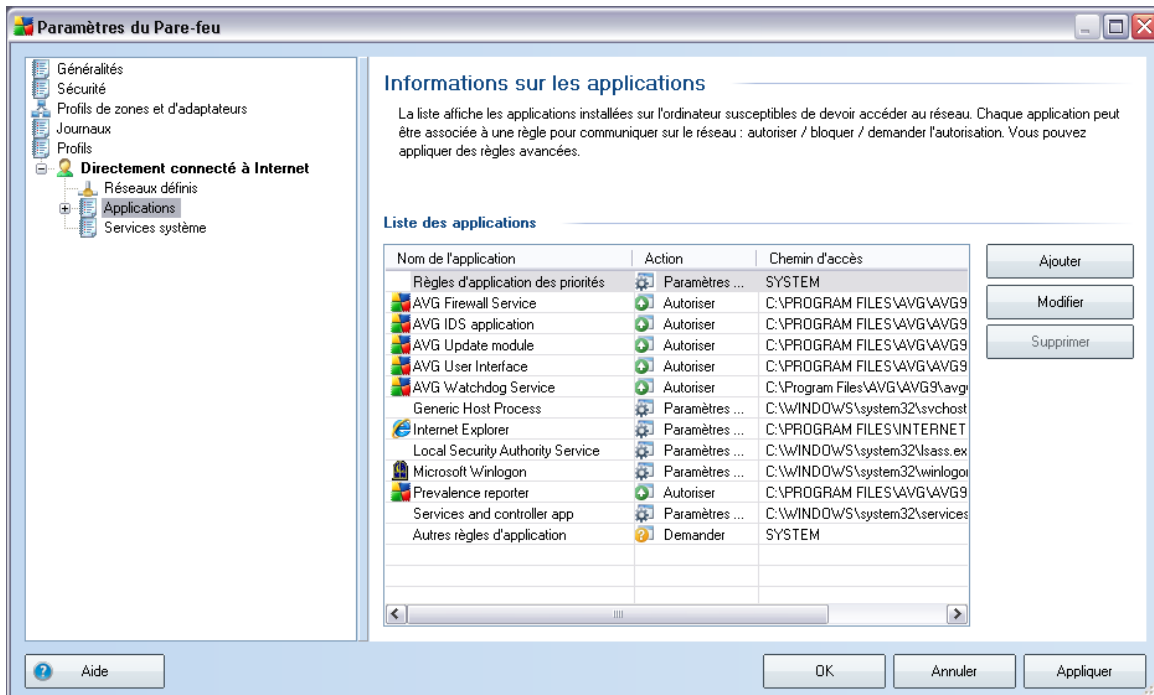 Paramètres du Pare-feu
Généralités
Sécurité
Profils de zones et d'adaptateurs
Journaux
Profils
Directement connecté à Internet
Réseaux définis
Applications
Services système
Informations sur les applications
La liste affiche les applications installées sur l'ordinateur susceptibles de devoir accéder au réseau. Chaque application peut
être associée à une règle pour communiquer sur le réseau : autoriser / bloquer / demander l'autorisation. Vous pouvez
appliquer des règles avancées.
Liste des applications
Nom de l'application Action Chemin d'accès
Règles d'application des priorités Paramètres ... SYSTEM
AVG Firewall Service Autoriser C:\PROGRAM FILES\AVG\AVG9
AVG IDS application Autoriser C:\PROGRAM FILES\AVG\AVG9
AVG Update module Autoriser C:\PROGRAM FILES\AVG\AVG9
AVG User Interface Autoriser C:\PROGRAM FILES\AVG\AVG9
AVG Watchdog Service Autoriser C:\Program Files\AVG\AVG9\avg
Generic Host Process Paramètres ... C:\WINDOWS\system32\svchost
Internet Explorer Paramètres ... C:\PROGRAM FILES\INTERNET
Local Security Authority Service Paramètres ... C:\WINDOWS\system32\lsass.ex
Microsoft Winlogon Paramètres ... C:\WINDOWS\system32\winlogo
Prevalence reporter Autoriser C:\PROGRAM FILES\AVG\AVG9
Services and controller app Paramètres ... C:\WINDOWS\system32\services
Autres règles d'application Demander SYSTEM
Ajouter
Modifier
Supprimer
Aide
OK
Annuler
Appliquer